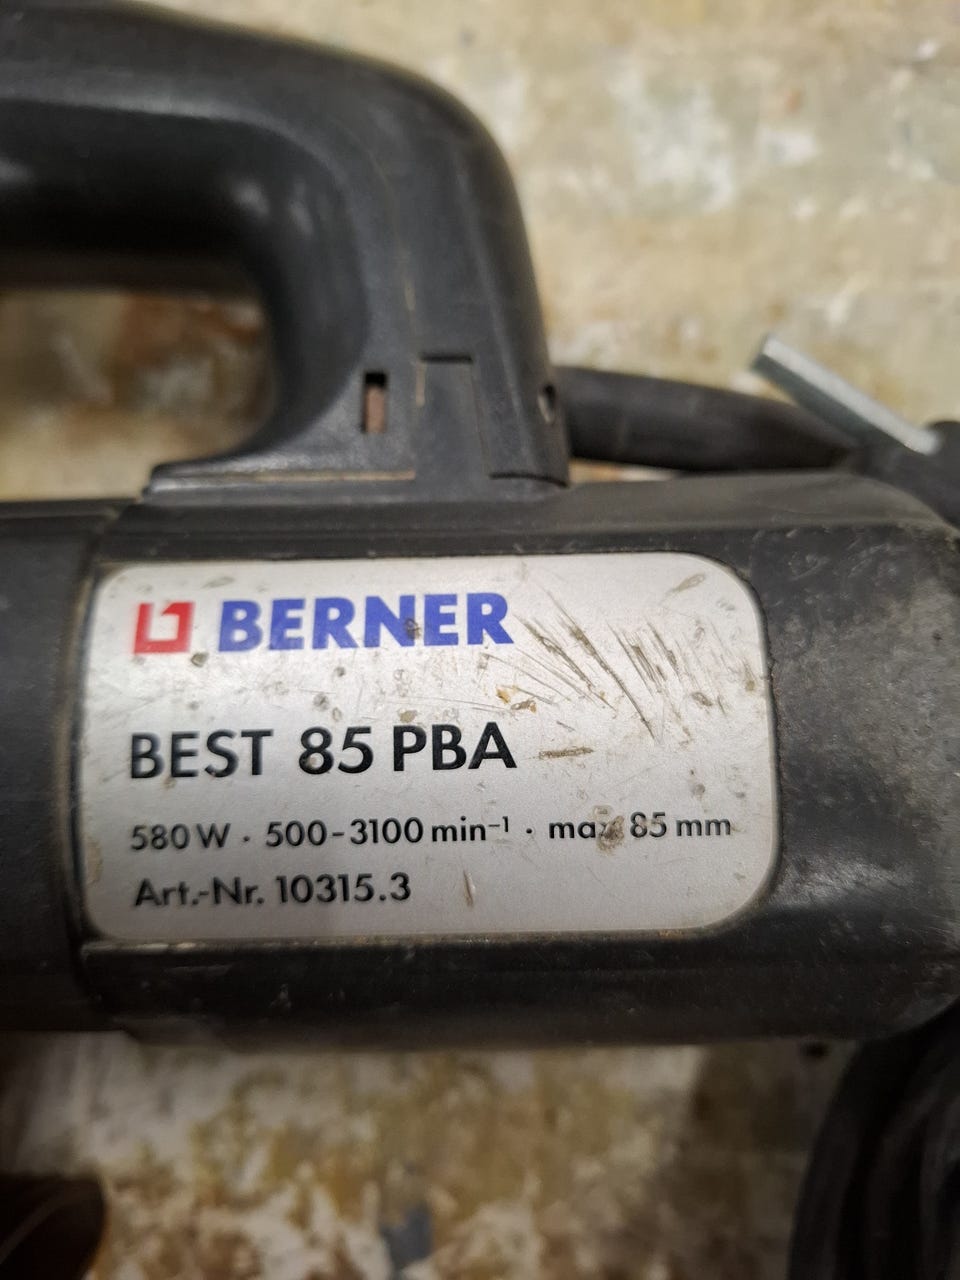 BERNER
BEST 85 PBA
580 W · 500-3100 min⁻¹ · max 85 mm
Art.-Nr. 10315.3